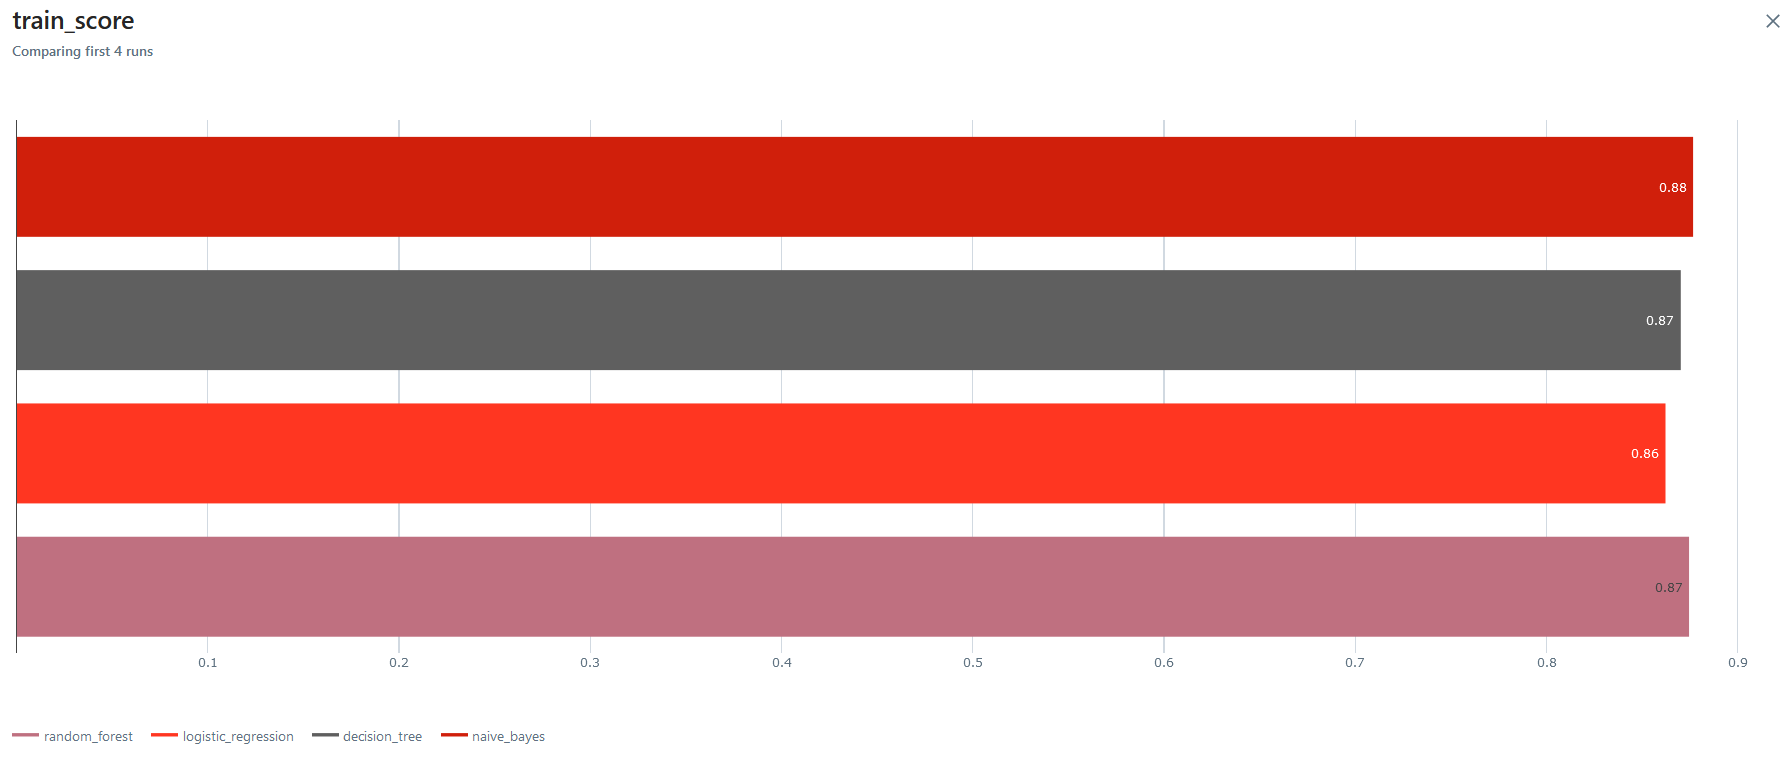 train_score
Comparing first 4 runs
0.88
0.87
0.86
0.87
0.1 0.2 0.3 0.4 0.5 0.6 0.7 0.8 0.9
random_forest logistic_regression decision_tree naive_bayes